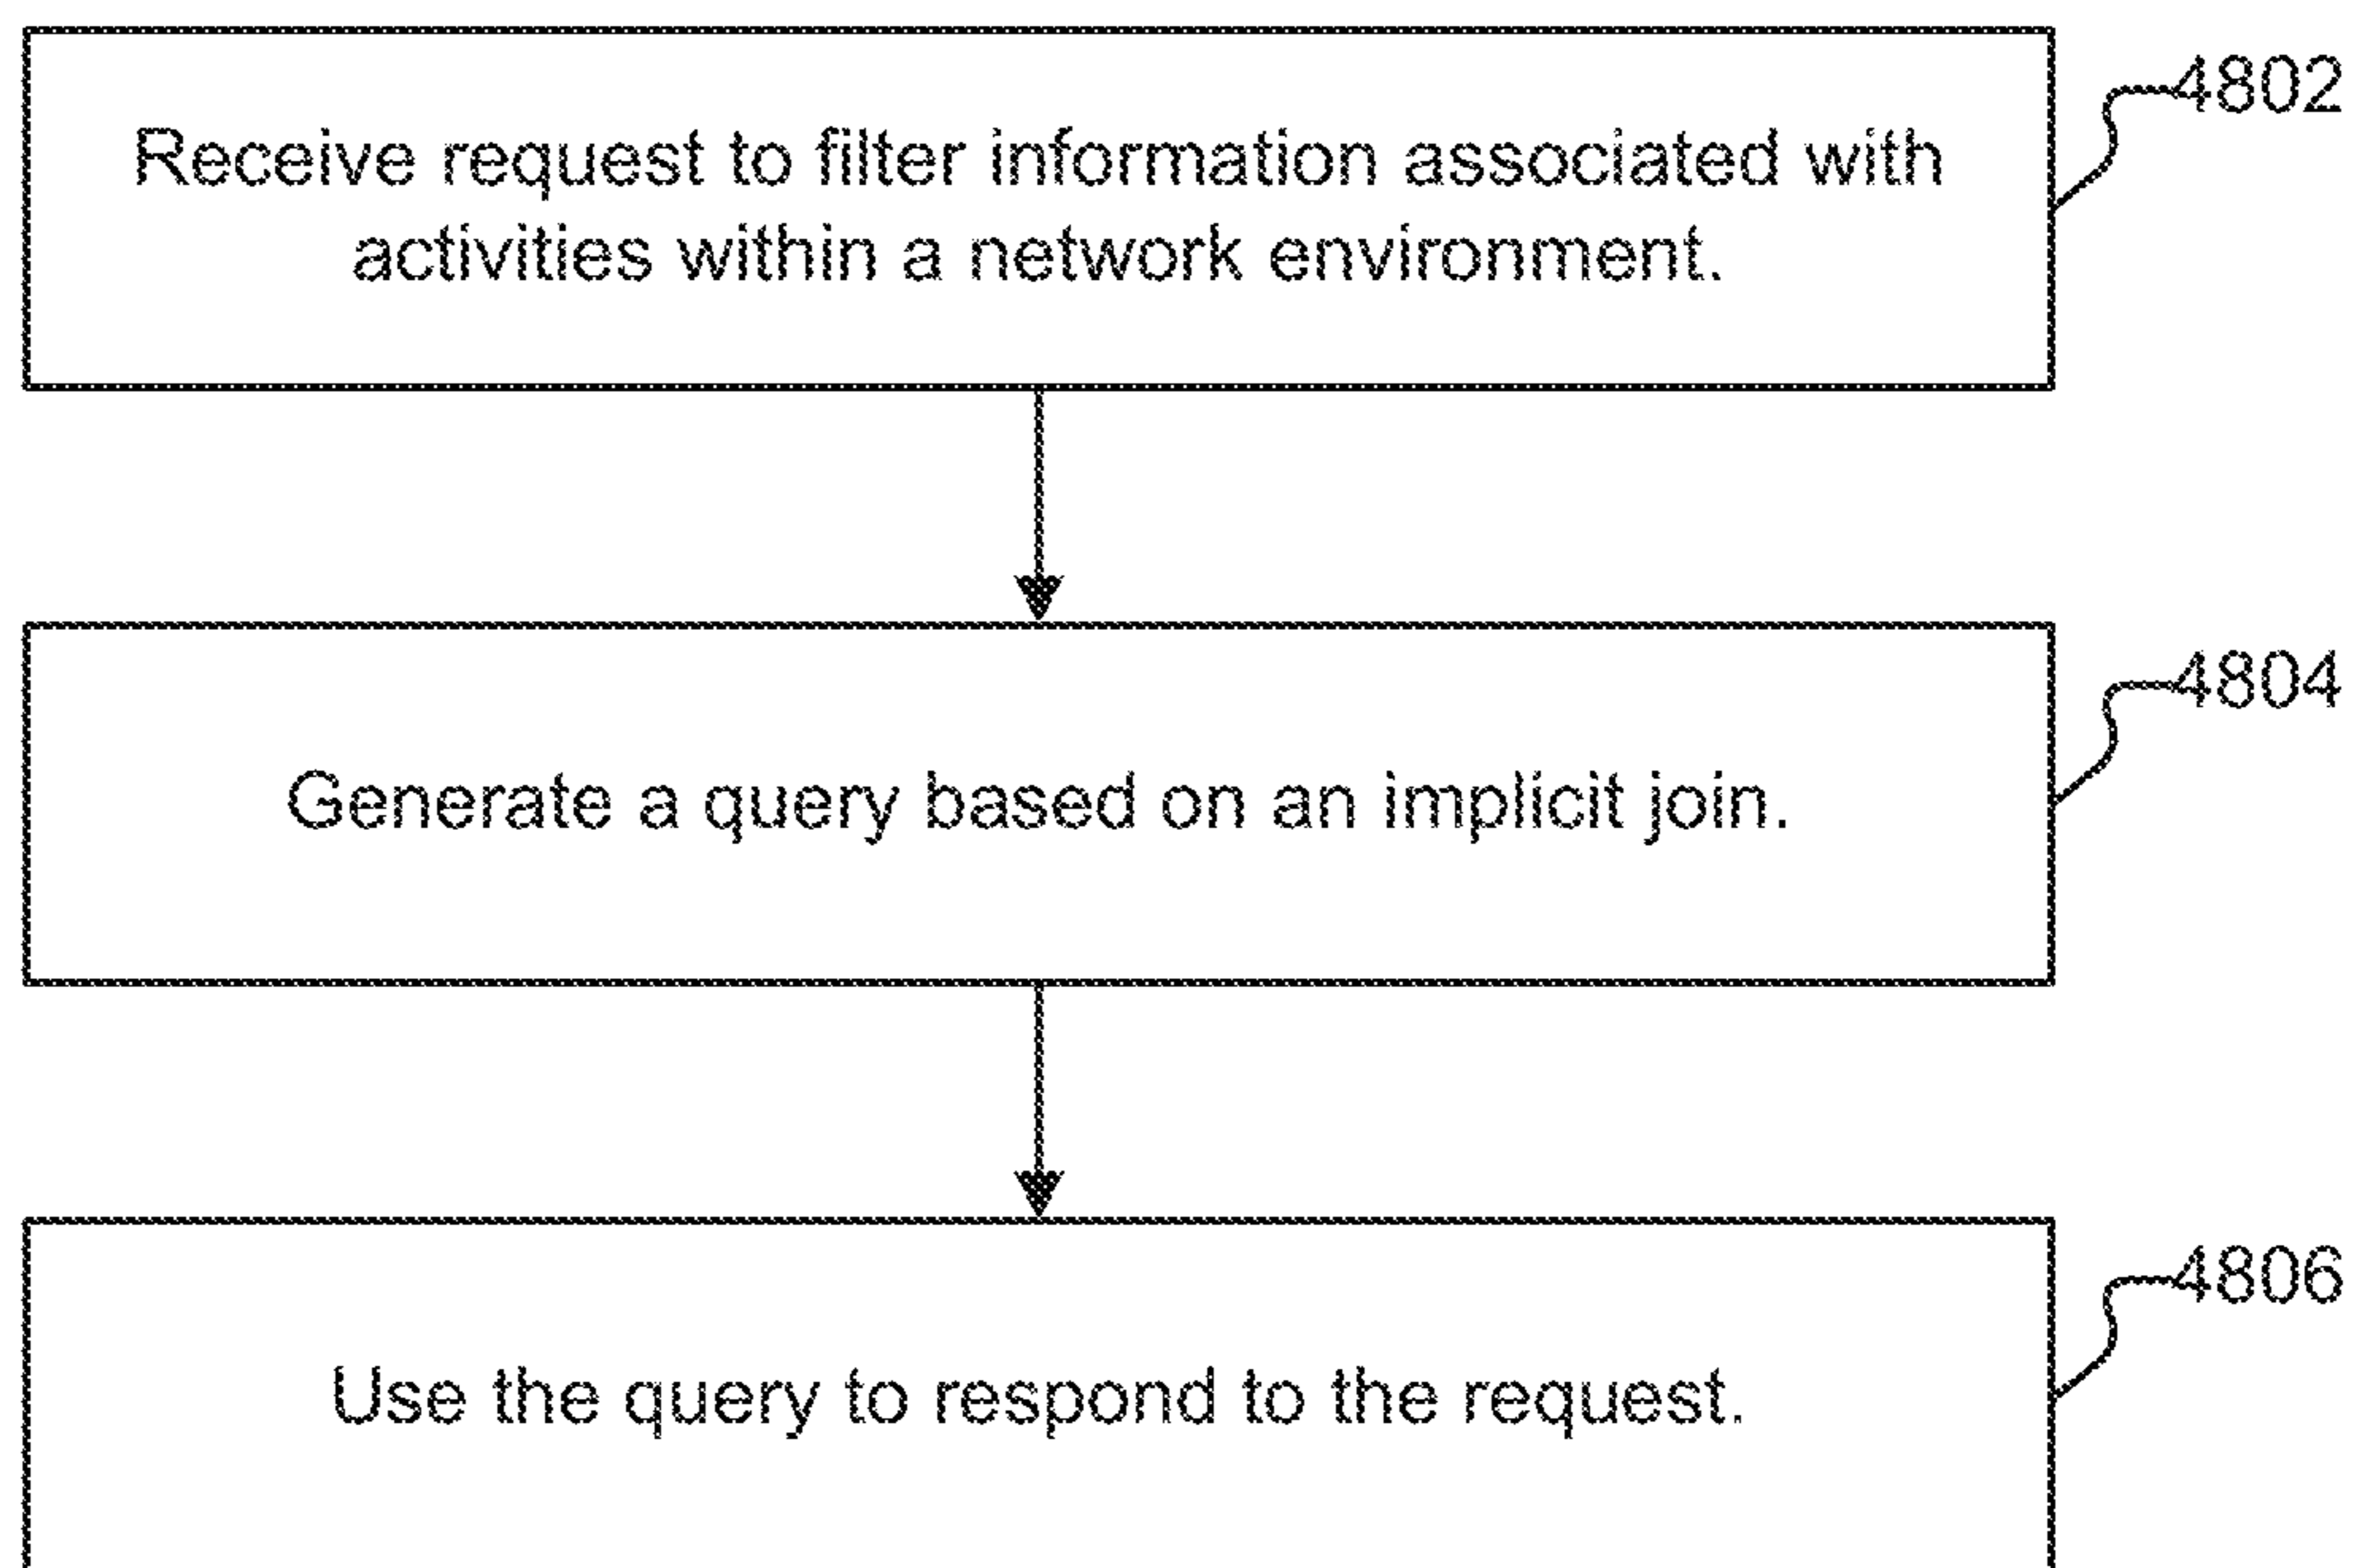 4802
Receive request to filter information associated with
activities within a network environment.
4804
Generate a query based on an implicit join.
4806
Use the query to respond to the request.